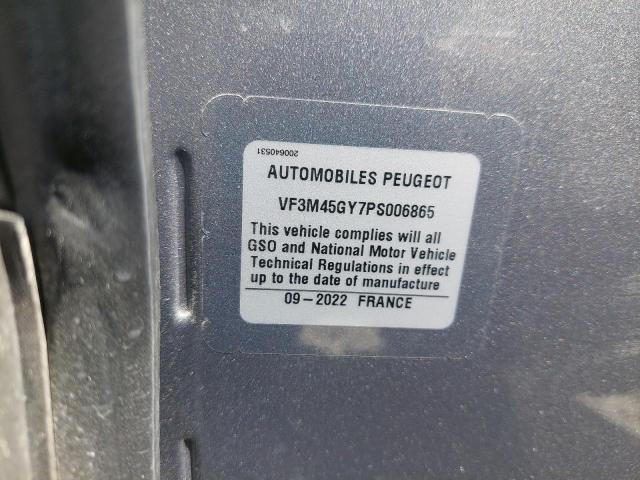 200640531
AUTOMOBILES PEUGEOT
VF3M45GY7PS006865
This vehicle complies will all
GSO and National Motor Vehicle
Technical Regulations in effect
up to the date of manufacture
09-2022 FRANCE